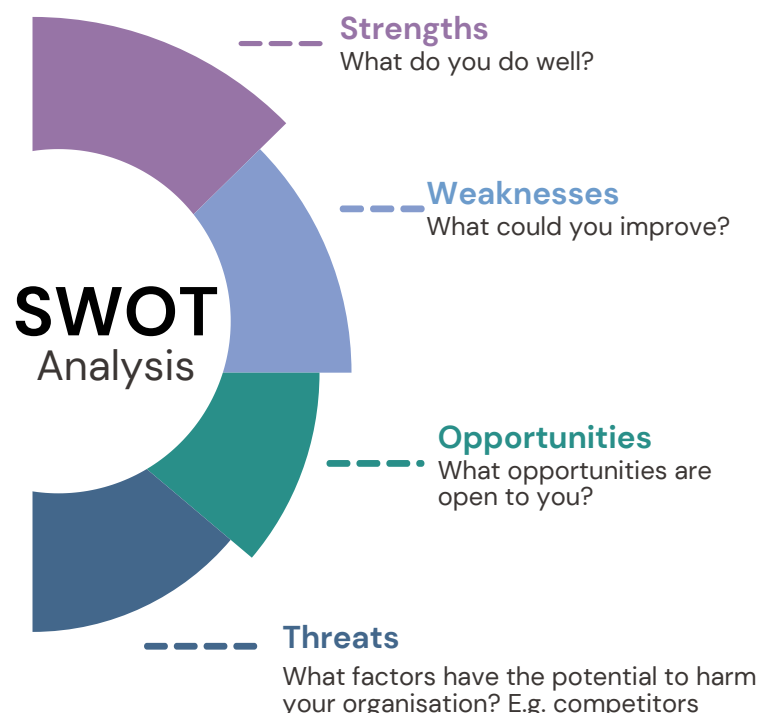 Strengths
What do you do well?
Weaknesses
What could you improve?
SWOT
Analysis
Opportunities
What opportunities are
open to you?
Threats
What factors have the potential to harm
your organisation? E.g. competitors